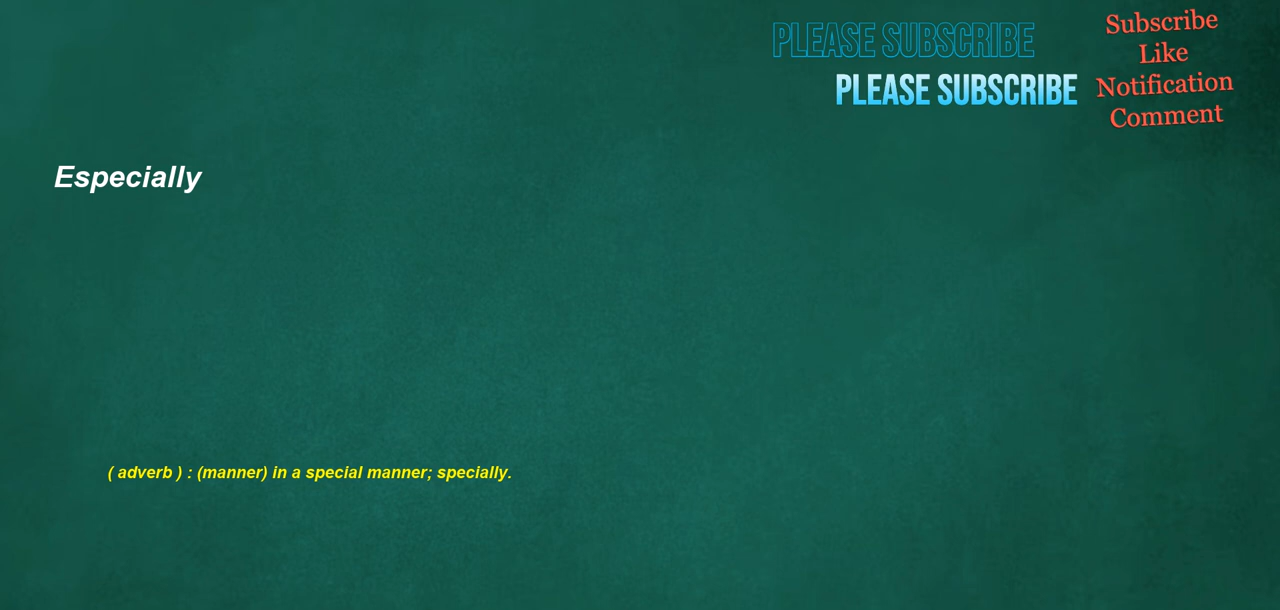 PLEASE SUBSCRIBE
PLEASE SUBSCRIBE
Subscribe
Like
Notification
Comment
Especially
( adverb ) : (manner) in a special manner; specially.